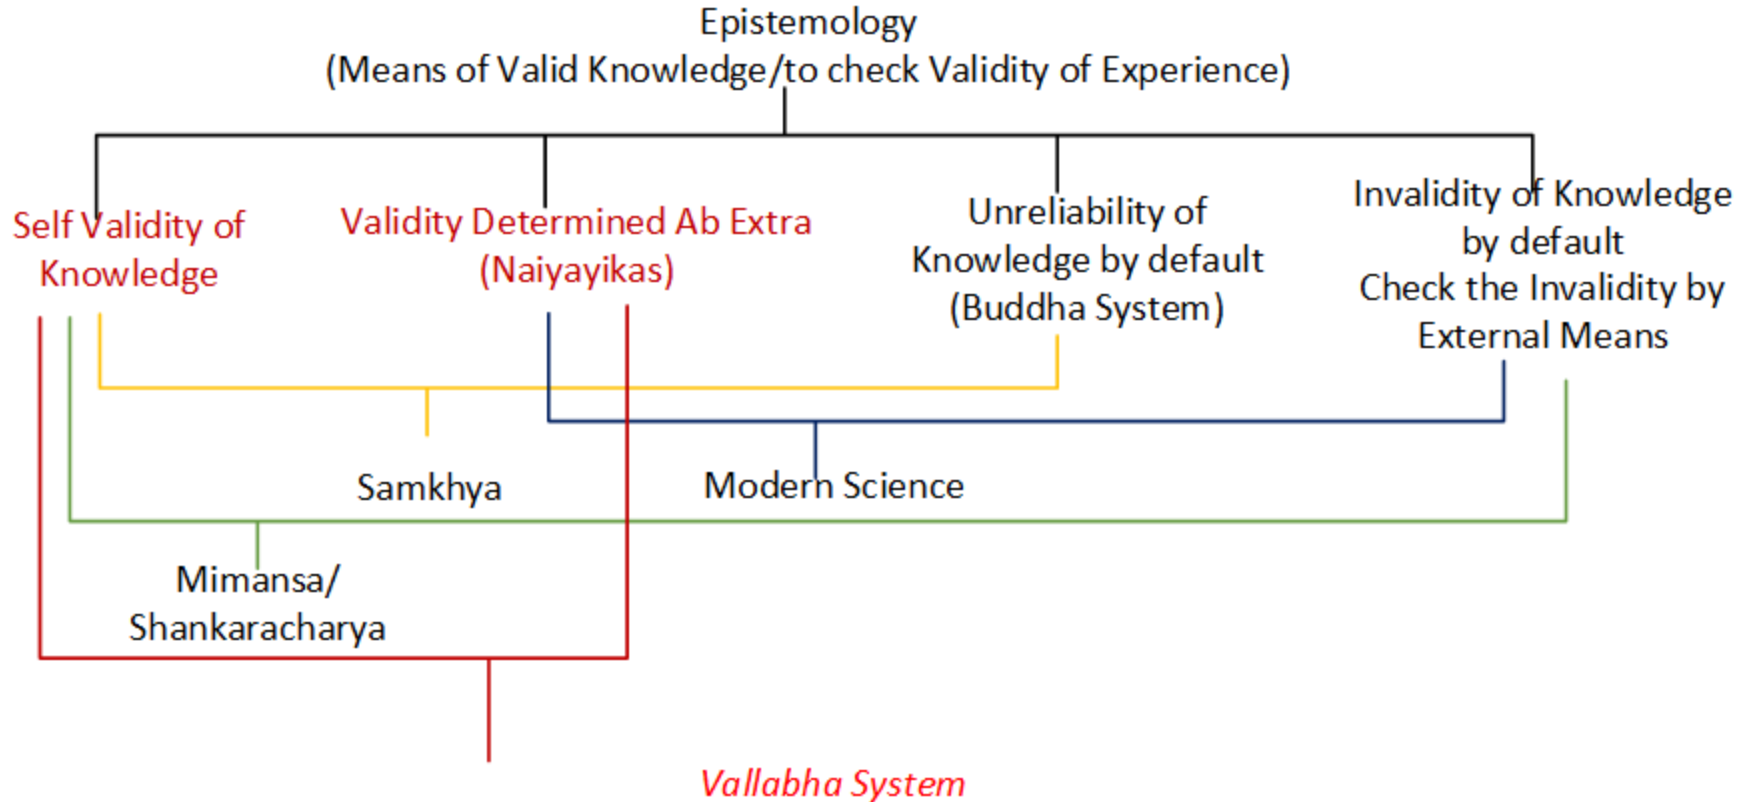 Epistemology
(Means of Valid Knowledge/to check Validity of Experience)
Self Validity of
Knowledge
Validity Determined Ab Extra
(Naiyayikas)
Unreliability of
Knowledge by default
(Buddha System)
Invalidity of Knowledge
by default
Check the Invalidity by
External Means
Samkhya
Modern Science
Mimansa/
Shankaracharya
Vallabha System